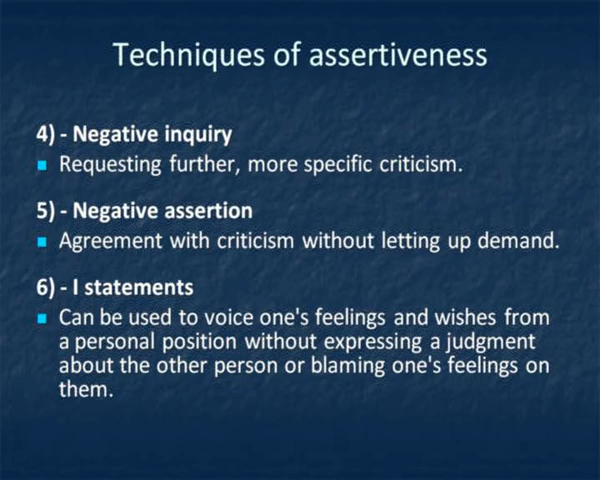 Techniques of assertiveness
4) - Negative inquiry
Requesting further, more specific criticism.
5) - Negative assertion
Agreement with criticism without letting up demand.
6) - I statements
Can be used to voice one's feelings and wishes from
a personal position without expressing a judgment
about the other person or blaming one's feelings on
them.